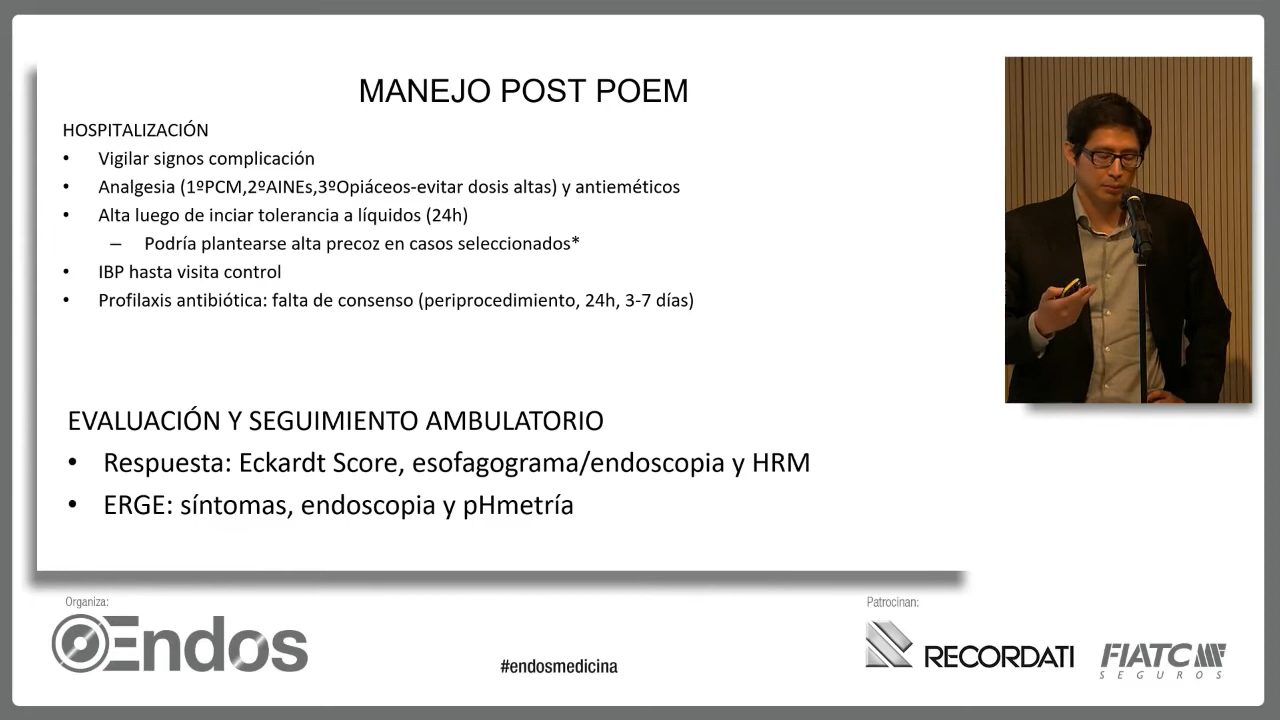 MANEJO POST POEM
HOSPITALIZACIÓN
• Vigilar signos complicación
• Analgesia (1ºPCM,2ºAINEs,3ºOpiáceos-evitar dosis altas) y antieméticos
• Alta luego de inciar tolerancia a líquidos (24h)
– Podría plantearse alta precoz en casos seleccionados*
• IBP hasta visita control
• Profilaxis antibiótica: falta de consenso (periprocedimiento, 24h, 3-7 días)
EVALUACIÓN Y SEGUIMIENTO AMBULATORIO
• Respuesta: Eckardt Score, esofagograma/endoscopia y HRM
• ERGE: síntomas, endoscopia y pHmetría
Organiza:
Endos
#endosmedicina
Patrocinan:
RECORDATI
FIATC
SEGUROS